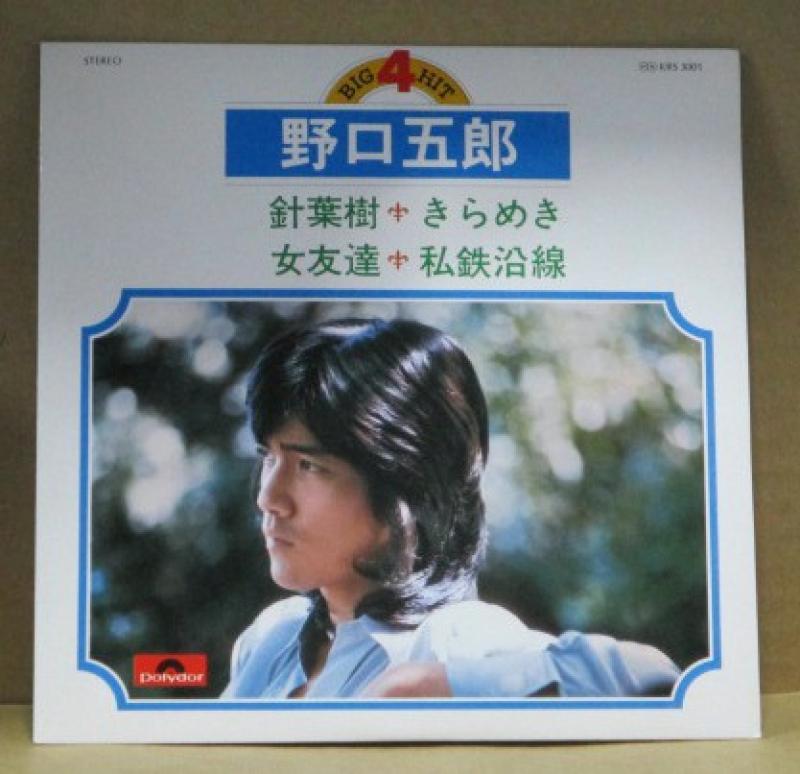 STEREO
BIG 4 HIT
KRS 3001
野口五郎
針葉樹 きらめき
女友達 私鉄沿線
polydor